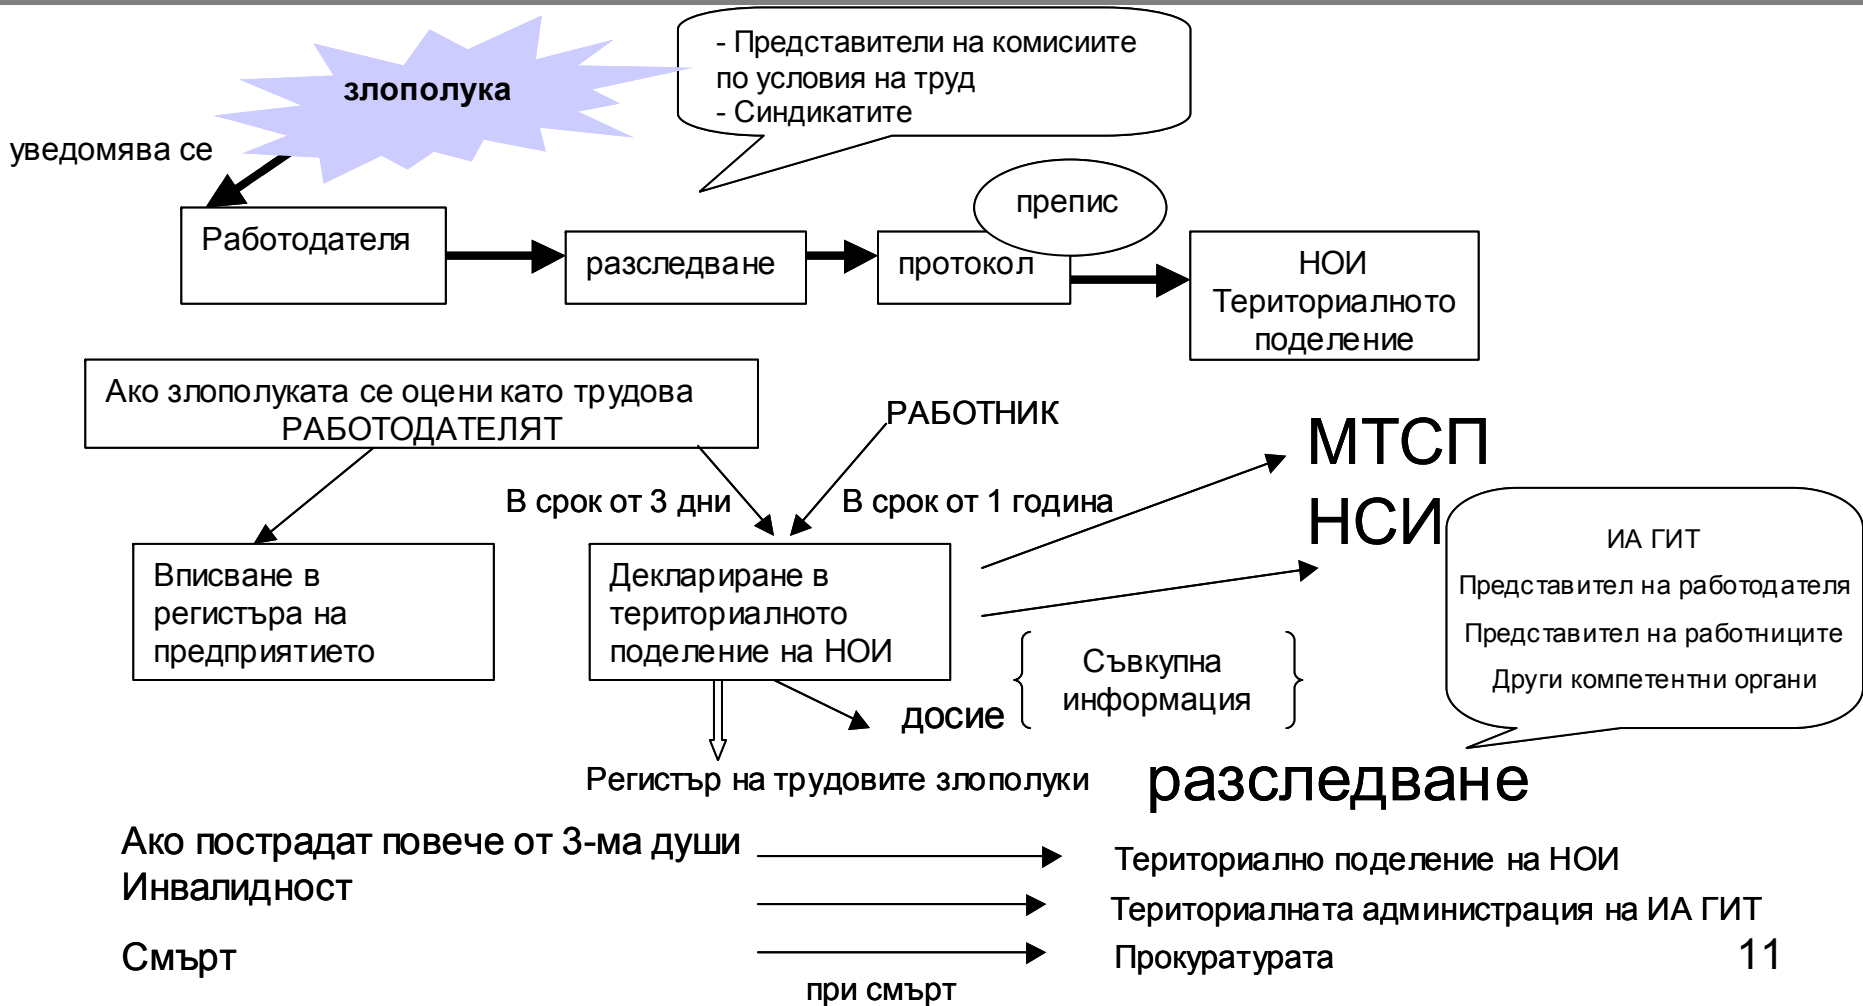 злополука
- Представители на комисиите
по условия на труд
- Синдикатите
уведомява се
препис
Работодателя
разследване
протокол
НОИ
Териториалното
поделение
Ако злополуката се оцени като трудова
РАБОТОДАТЕЛЯТ
РАБОТНИК
МТСП
НСИ
В срок от 3 дни
В срок от 1 година
Вписване в
регистъра на
предприятието
Деклариране в
териториалното
поделение на НОИ
ИА ГИТ
Представител на работодателя
Представител на работниците
Други компетентни органи
Съвкупна
информация
досие
Регистър на трудовите злополуки
разследване
Ако пострадат повече от 3-ма души
Инвалидност
Смърт
при смърт
Териториално поделение на НОИ
Териториалната администрация на ИА ГИТ
Прокуратурата
11